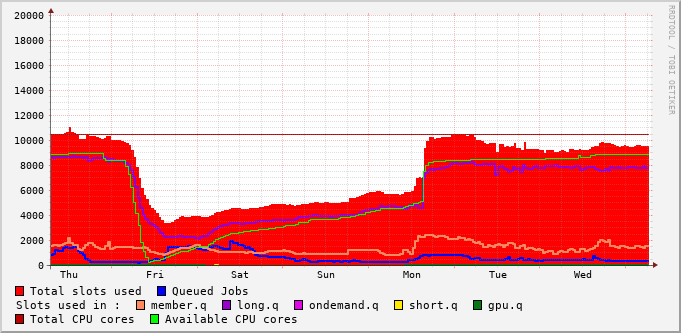 RRDTOOL / TOBI OETIKER
20000
18000
16000
14000
12000
10000
8000
6000
4000
2000
0
Thu Fri Sat Sun Mon Tue Wed
Total slots used Queued Jobs
Slots used in : member.q long.q ondemand.q short.q gpu.q
Total CPU cores Available CPU cores